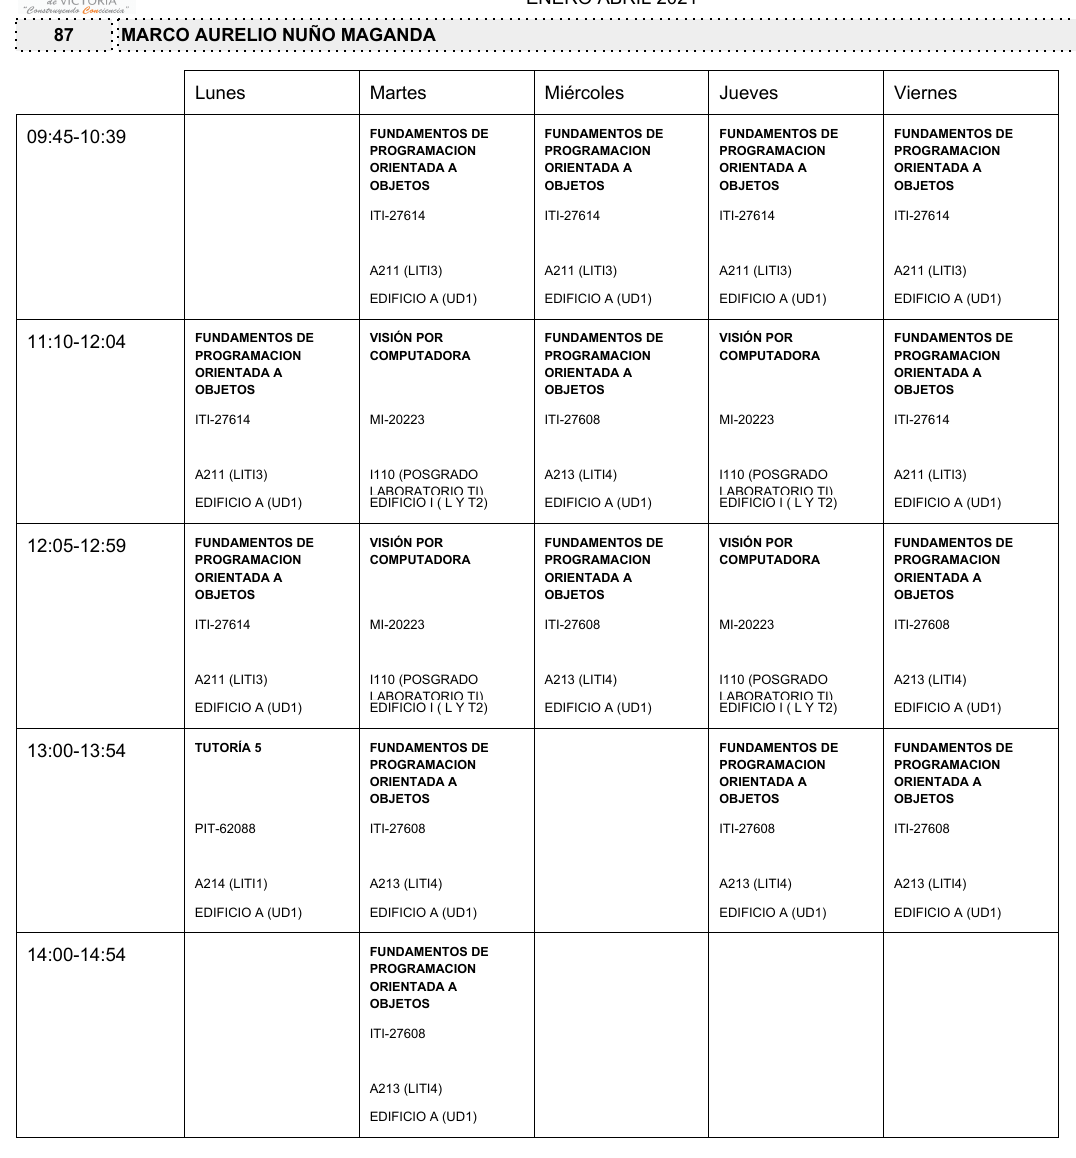 de VICTORIA
"Construyendo Conciencia"
ENERO-ABRIL 2021
87 MARCO AURELIO NUÑO MAGANDA
Lunes Martes Miércoles Jueves Viernes
09:45-10:39
FUNDAMENTOS DE
PROGRAMACION
ORIENTADA A
OBJETOS
ITI-27614
A211 (LITI3)
EDIFICIO A (UD1)
FUNDAMENTOS DE
PROGRAMACION
ORIENTADA A
OBJETOS
ITI-27614
A211 (LITI3)
EDIFICIO A (UD1)
FUNDAMENTOS DE
PROGRAMACION
ORIENTADA A
OBJETOS
ITI-27614
A211 (LITI3)
EDIFICIO A (UD1)
FUNDAMENTOS DE
PROGRAMACION
ORIENTADA A
OBJETOS
ITI-27614
A211 (LITI3)
EDIFICIO A (UD1)
11:10-12:04
FUNDAMENTOS DE
PROGRAMACION
ORIENTADA A
OBJETOS
ITI-27614
A211 (LITI3)
EDIFICIO A (UD1)
VISIÓN POR
COMPUTADORA
MI-20223
I110 (POSGRADO
LABORATORIO TI)
EDIFICIO I ( L Y T2)
FUNDAMENTOS DE
PROGRAMACION
ORIENTADA A
OBJETOS
ITI-27608
A213 (LITI4)
EDIFICIO A (UD1)
VISIÓN POR
COMPUTADORA
MI-20223
I110 (POSGRADO
LABORATORIO TI)
EDIFICIO I ( L Y T2)
FUNDAMENTOS DE
PROGRAMACION
ORIENTADA A
OBJETOS
ITI-27614
A211 (LITI3)
EDIFICIO A (UD1)
12:05-12:59
FUNDAMENTOS DE
PROGRAMACION
ORIENTADA A
OBJETOS
ITI-27614
A211 (LITI3)
EDIFICIO A (UD1)
VISIÓN POR
COMPUTADORA
MI-20223
I110 (POSGRADO
LABORATORIO TI)
EDIFICIO I ( L Y T2)
FUNDAMENTOS DE
PROGRAMACION
ORIENTADA A
OBJETOS
ITI-27608
A213 (LITI4)
EDIFICIO A (UD1)
VISIÓN POR
COMPUTADORA
MI-20223
I110 (POSGRADO
LABORATORIO TI)
EDIFICIO I ( L Y T2)
FUNDAMENTOS DE
PROGRAMACION
ORIENTADA A
OBJETOS
ITI-27608
A213 (LITI4)
EDIFICIO A (UD1)
13:00-13:54
TUTORÍA 5
PIT-62088
A214 (LITI1)
EDIFICIO A (UD1)
FUNDAMENTOS DE
PROGRAMACION
ORIENTADA A
OBJETOS
ITI-27608
A213 (LITI4)
EDIFICIO A (UD1)
FUNDAMENTOS DE
PROGRAMACION
ORIENTADA A
OBJETOS
ITI-27608
A213 (LITI4)
EDIFICIO A (UD1)
FUNDAMENTOS DE
PROGRAMACION
ORIENTADA A
OBJETOS
ITI-27608
A213 (LITI4)
EDIFICIO A (UD1)
14:00-14:54
FUNDAMENTOS DE
PROGRAMACION
ORIENTADA A
OBJETOS
ITI-27608
A213 (LITI4)
EDIFICIO A (UD1)